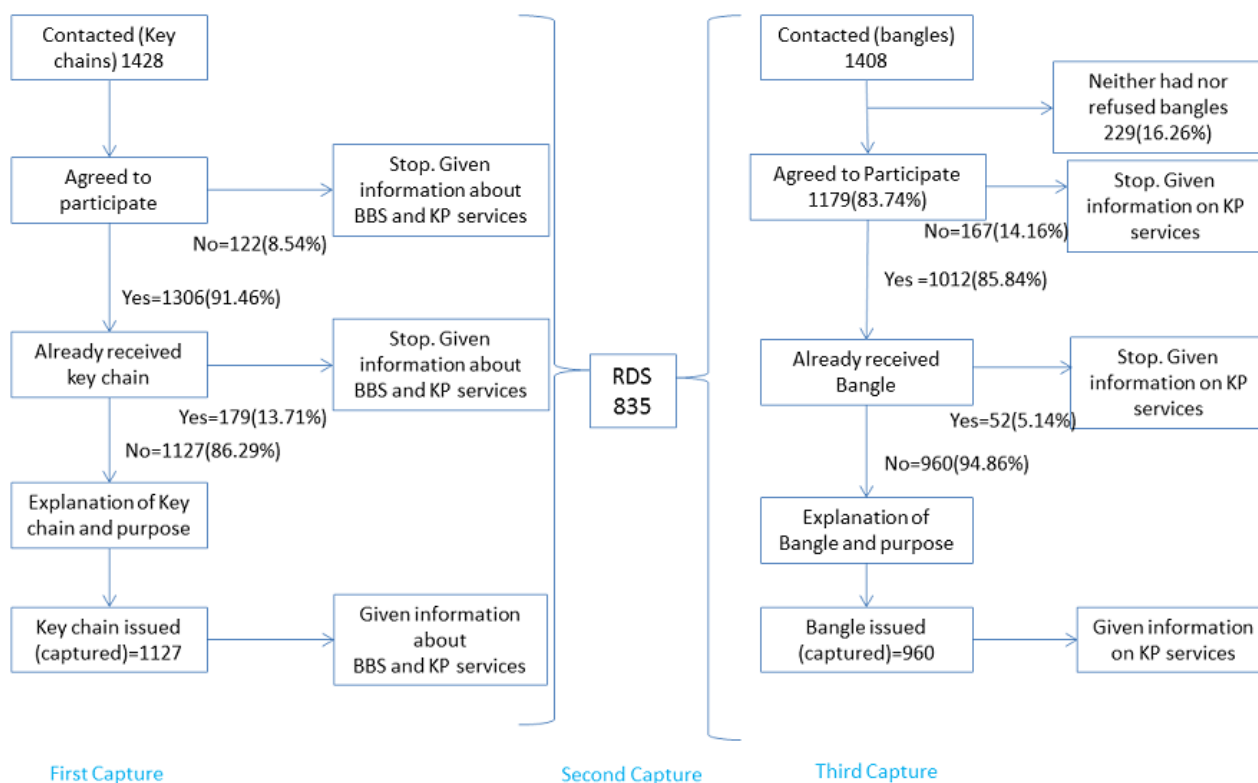 Contacted (Key
chains) 1428
Agreed to
participate
Stop. Given
information about
BBS and KP services
No=122(8.54%)
Yes=1306(91.46%)
Already received
key chain
Stop. Given
information about
BBS and KP services
Yes=179(13.71%)
No=1127(86.29%)
Explanation of Key
chain and purpose
Key chain issued
(captured)=1127
Given information
about
BBS and KP services
First Capture
RDS
835
Second Capture
Contacted (bangles)
1408
Neither had nor
refused bangles
229(16.26%)
Agreed to Participate
1179(83.74%)
Stop. Given
information on KP
services
No=167(14.16%)
Yes =1012(85.84%)
Already received
Bangle
Stop. Given
information on KP
services
Yes=52(5.14%)
No=960(94.86%)
Explanation of
Bangle and purpose
Bangle issued
(captured)=960
Given information
on KP services
Third Capture